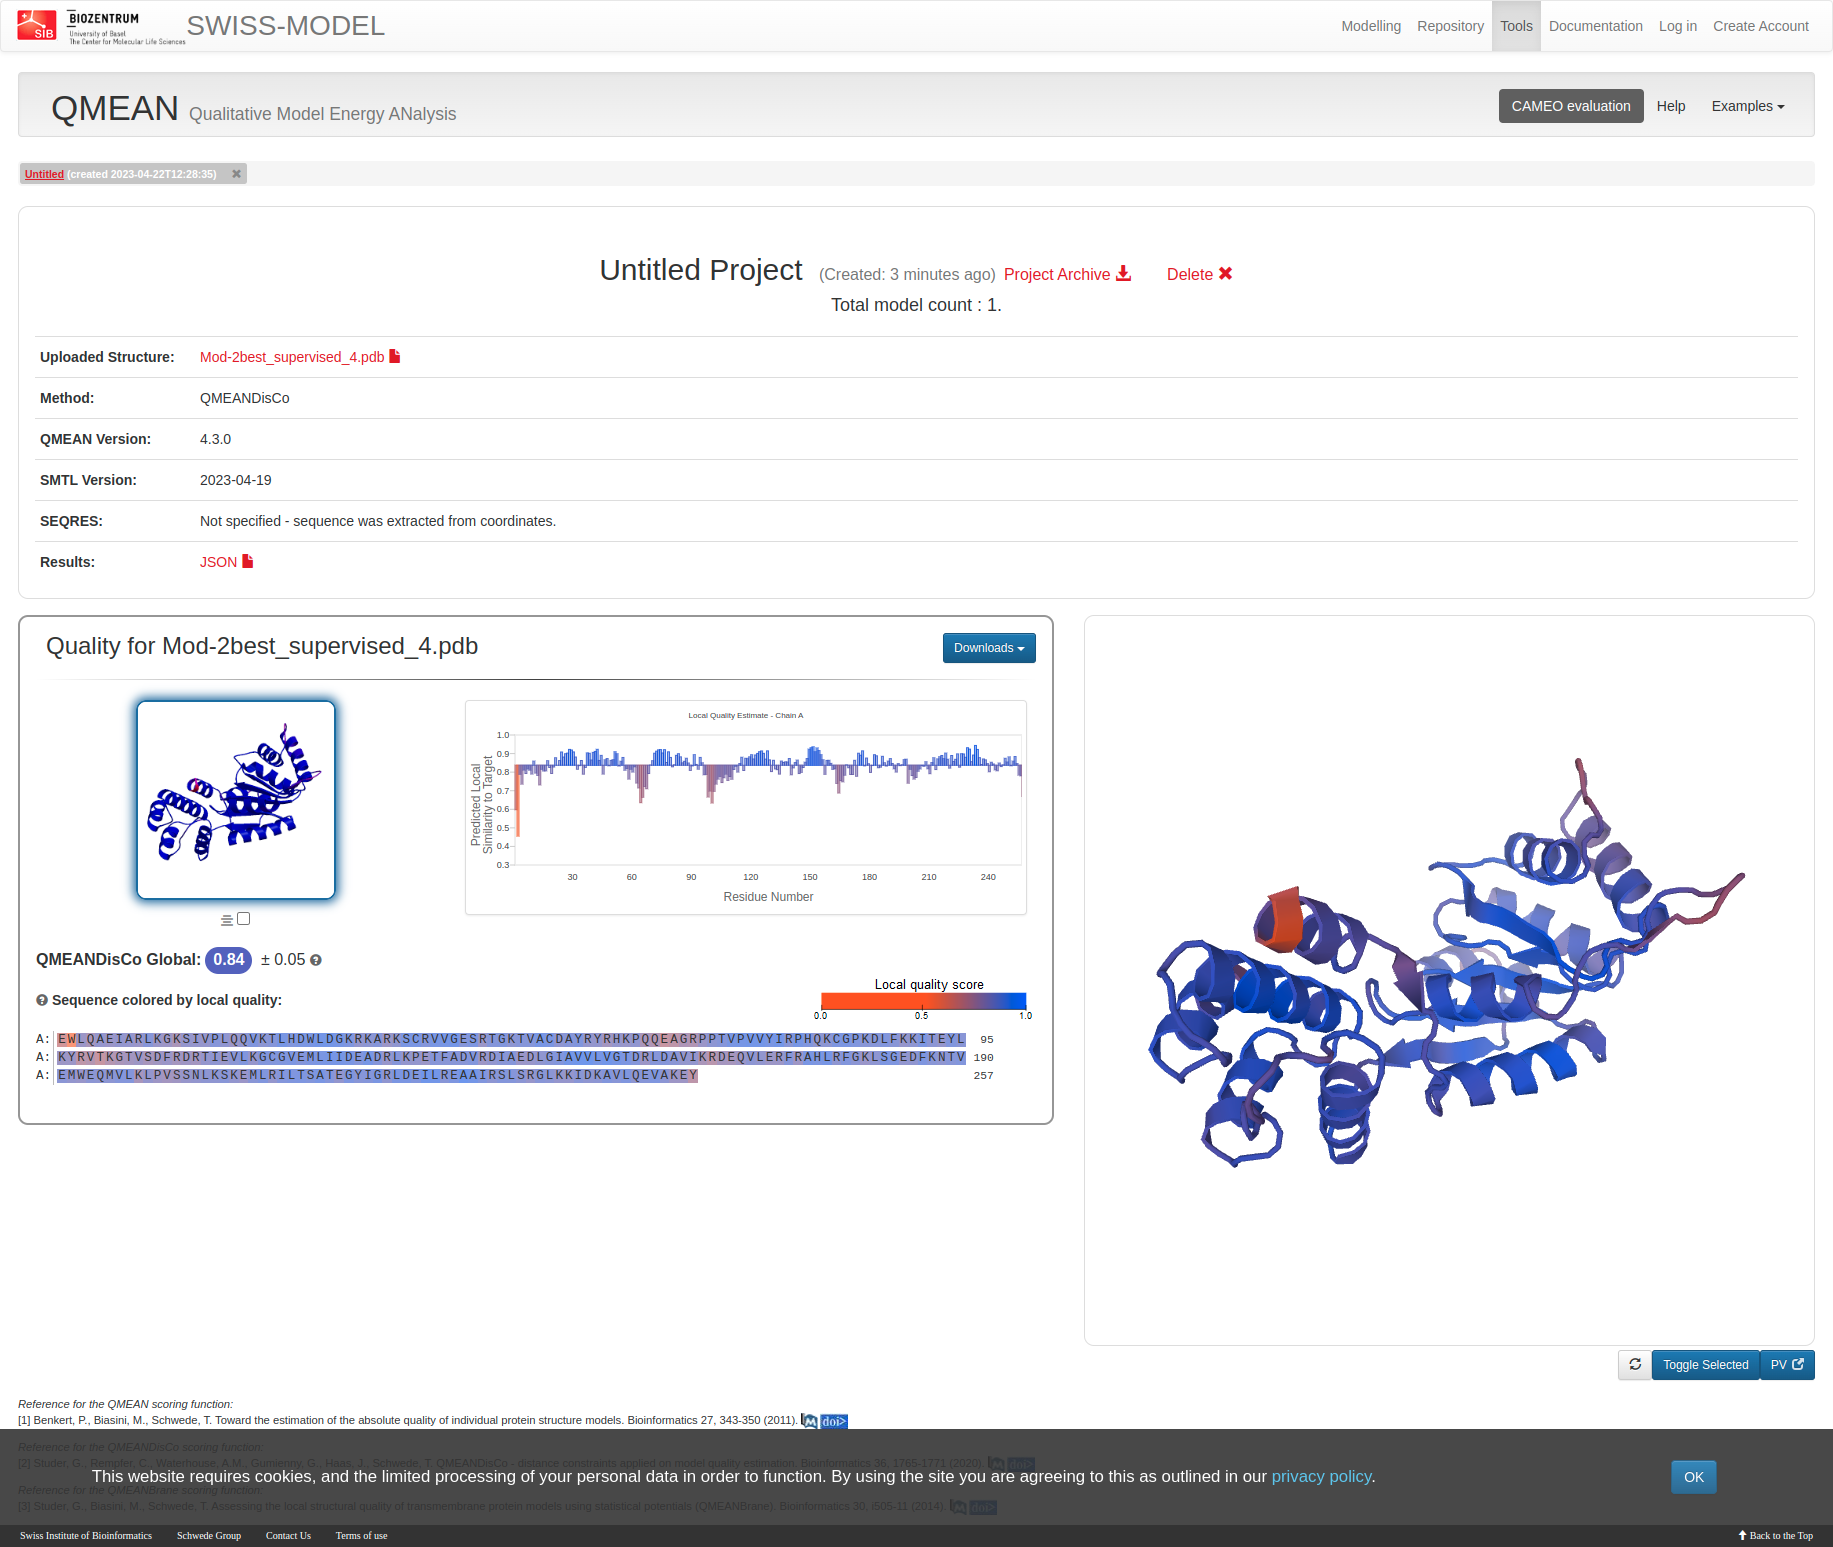 SIB
BIOZENTRUM
University of Basel
The Center for Molecular Life Sciences
SWISS-MODEL
Modelling Repository Tools Documentation Log in Create Account
QMEAN Qualitative Model Energy ANalysis
CAMEO evaluation Help Examples
Untitled (created 2023-04-22T12:28:35)
Untitled Project (Created: 3 minutes ago) Project Archive Delete
Total model count : 1.
Uploaded Structure: Mod-2best_supervised_4.pdb
Method: QMEANDisCo
QMEAN Version: 4.3.0
SMTL Version: 2023-04-19
SEQRES: Not specified - sequence was extracted from coordinates.
Results: JSON
Quality for Mod-2best_supervised_4.pdb
Downloads
Local Quality Estimate - Chain A
Predicted Local
Similarity to Target
1.0
0.9
0.8
0.7
0.6
0.5
0.4
0.3
30 60 90 120 150 180 210 240
Residue Number
QMEANDisCo Global: 0.84 ± 0.05
Sequence colored by local quality:
Local quality score
0.0 0.5 1.0
A: EWLQAEIARLKGKSIVPLQQVKTLHDWLDGKRKARKSCRVVGESRTGKTVACDAYRYRHKPQQEAGRPPTVPVVYIRPHQKCGPKDLFKKITEYL 95
A: KYRVTKGTVSDFRDRTIEVLKGCGVEMLIIDEADRLKPETFADVRDIAEDLGIAVVLVGTDRLDAVIKRDEQVLERFRAHLRFGKLSGEDFKNTV 190
A: EMWEQMVLKLPVSSNLKSKEMLRILTSATEGYIGRLDEILREAAIRSLSRGLKKIDKAVLQEVAKEY 257
Toggle Selected PV
Reference for the QMEAN scoring function:
[1] Benkert, P., Biasini, M., Schwede, T. Toward the estimation of the absolute quality of individual protein structure models. Bioinformatics 27, 343-350 (2011). M doi>
Reference for the QMEANDisCo scoring function:
[2] Studer, G., Rempfer, C., Waterhouse, A.M., Gumienny, G., Haas, J., Schwede, T. QMEANDisCo - distance constraints applied on model quality estimation. Bioinformatics 36, 1765-1771 (2020). M doi>
This website requires cookies, and the limited processing of your personal data in order to function. By using the site you are agreeing to this as outlined in our privacy policy. OK
Reference for the QMEANBrane scoring function:
[3] Studer, G., Biasini, M., Schwede, T. Assessing the local structural quality of transmembrane protein models using statistical potentials (QMEANBrane). Bioinformatics 30, i505-11 (2014). M doi>
Swiss Institute of Bioinformatics Schwede Group Contact Us Terms of use Back to the Top